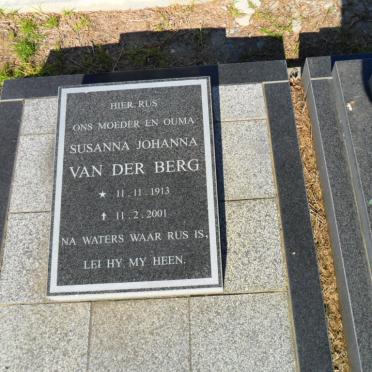 HIER RUS
ONS MOEDER EN OUMA
SUSANNA JOHANNA
VAN DER BERG
★ 11.11.1913
✝ 11.2.2001
NA WATERS WAAR RUS IS,
LEI HY MY HEEN.